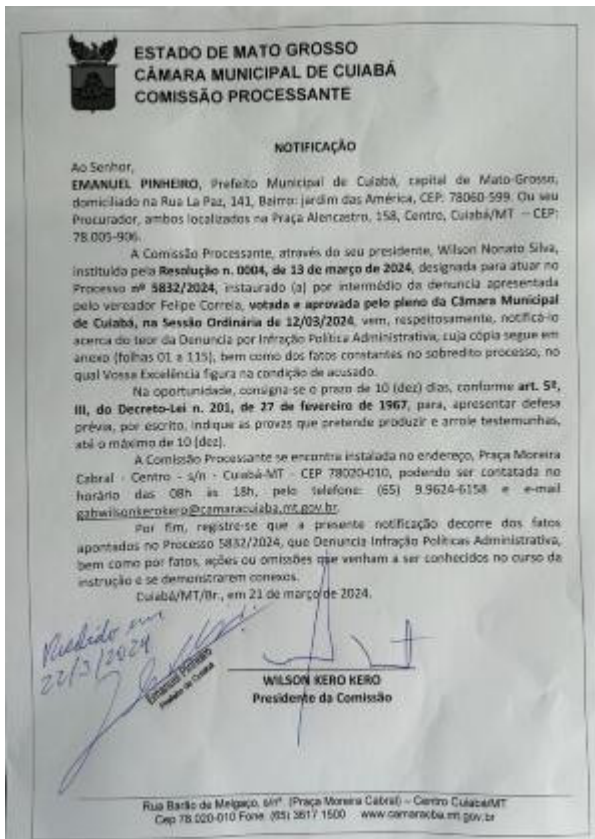 ESTADO DE MATO GROSSO
CÂMARA MUNICIPAL DE CUIABÁ
COMISSÃO PROCESSANTE
NOTIFICAÇÃO
Ao Senhor,
EMANUEL PINHEIRO, Prefeito Municipal de Cuiabá, capital de Mato-Grosso,
domiciliado na Rua La Paz, 141, Bairro: jardim das América, CEP: 78060-599. Ou seu
Procurador, ambos localizados na Praça Alencastro, 158, Centro, Cuiabá/MT – CEP:
78.005-906.
A Comissão Processante, através do seu presidente, Wilson Nonato Silva,
instituída pela Resolução n. 0004, de 13 de março de 2024, designada para atuar no
Processo nº 5832/2024, instaurado (a) por intermédio da denuncia apresentada
pelo vereador Felipe Correia, votada e aprovada pelo pleno da Câmara Municipal
de Cuiabá, na Sessão Ordinária de 12/03/2024, vem, respeitosamente, notificá-lo
acerca do teor da Denuncia por Infração Política Administrativa, cuja cópia segue em
anexo (folhas 01 a 115), bem como dos fatos constantes no sobredito processo, no
qual Vossa Excelência figura na condição de acusado.
Na oportunidade, consigna-se o prazo de 10 (dez) dias, conforme art. 5º,
III, do Decreto-Lei n. 201, de 27 de fevereiro de 1967, para, apresentar defesa
prévia, por escrito, indique as provas que pretende produzir e arrole testemunhas,
até o máximo de 10 (dez).
A Comissão Processante se encontra instalada no endereço, Praça Moreira
Cabral - Centro - s/n - Cuiabá-MT - CEP 78020-010, podendo ser contatada no
horário das 08h às 18h, pelo telefone: (65) 9.9624-6158 e e-mail
gabwilsonkerokero@camaracuiaba.mt.gov.br.
Por fim, registre-se que a presente notificação decorre dos fatos
apontados no Processo 5832/2024, que Denuncia Infração Políticas Administrativa,
bem como por fatos, ações ou omissões que venham a ser conhecidos no curso da
instrução e se demonstrarem conexos.
Cuiabá/MT/Br., em 21 de março de 2024.
Recebido em
22/3/2024
Emanuel Pinheiro
Prefeito de Cuiabá
WILSON KERO KERO
Presidente da Comissão
Rua Barão de Melgaço, s/nº (Praça Moreira Cabral) – Centro Cuiabá/MT
Cep 78.020-010 Fone: (65) 3617 1500 www.camaracba.mt.gov.br